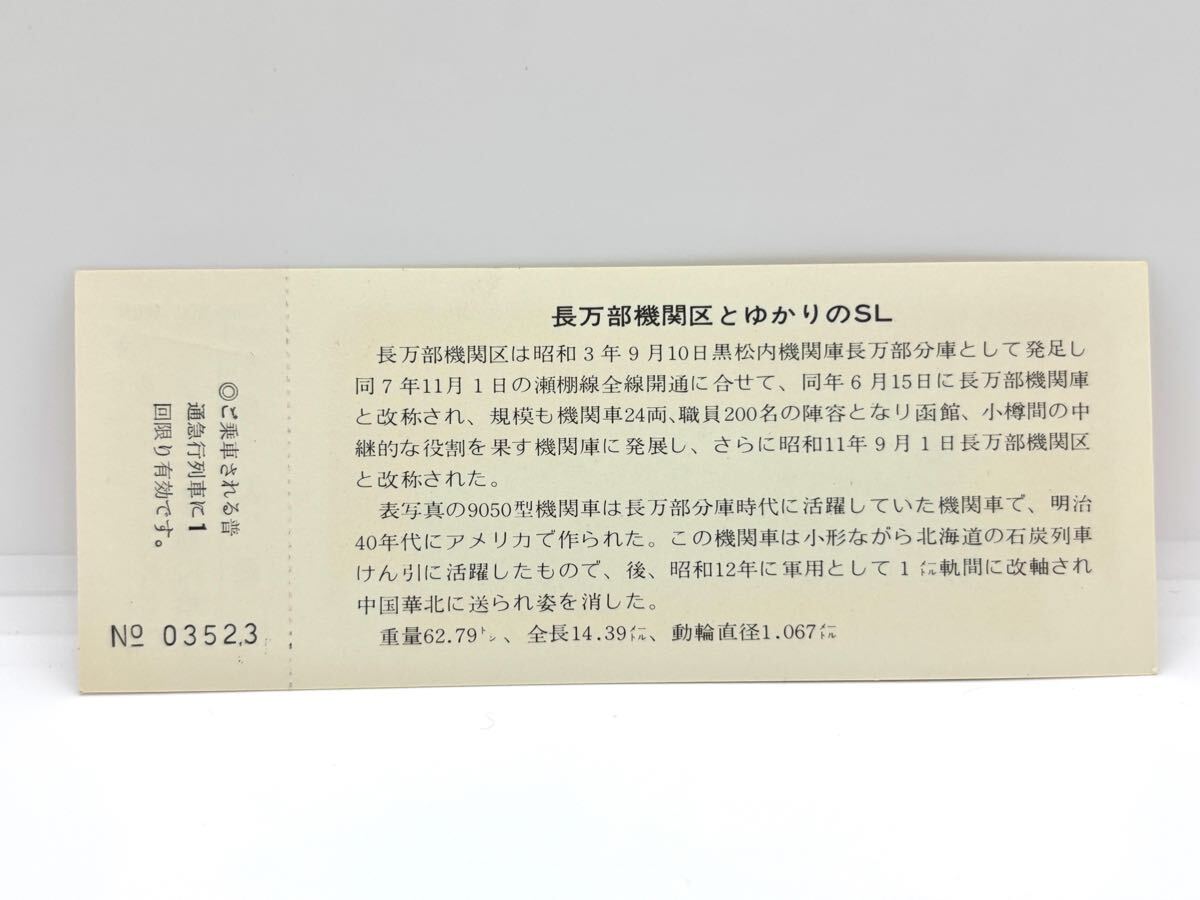 長万部機関区とゆかりのSL
長万部機関区は昭和3年9月10日黒松内機関庫長万部分庫として発足し
同7年11月1日の瀬棚線全線開通に合せて、同年6月15日に長万部機関庫
と改称され、規模も機関車24両、職員200名の陣容となり函館、小樽間の中
継的な役割を果す機関庫に発展し、さらに昭和11年9月1日長万部機関区
と改称された。
表写真の9050型機関車は長万部分庫時代に活躍していた機関車で、明治
40年代にアメリカで作られた。この機関車は小形ながら北海道の石炭列車
けん引に活躍したもので、後、昭和12年に軍用として1㍍軌間に改軸され
中国華北に送られ姿を消した。
重量62.79㌧、全長14.39㍍、動輪直径1.067㍍
◎ご乗車される普
通急行列車に1
回限り有効です。
№ 03523